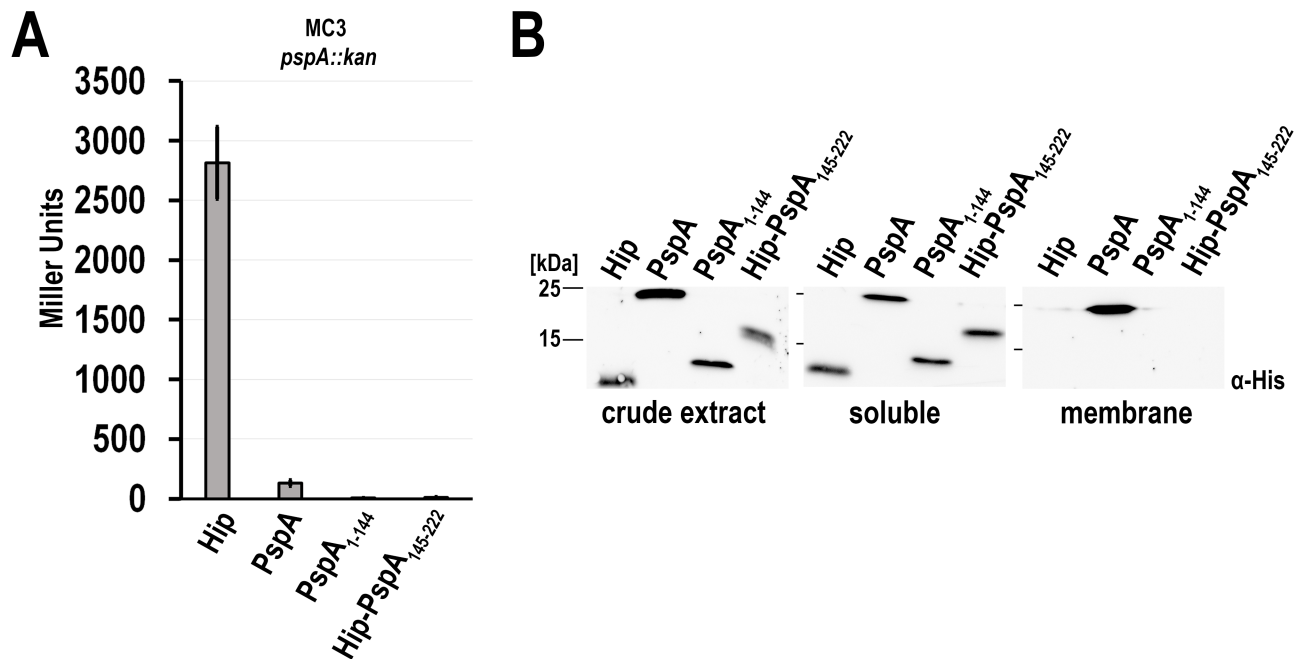 A
MC3
pspA::kan
3500
3000
2500
2000
1500
1000
500
0
Miller Units
Hip
PspA
PspA1-144
Hip-PspA145-222
B
[kDa]
25
15
Hip
PspA
PspA1-144
Hip-PspA145-222
Hip
PspA
PspA1-144
Hip-PspA145-222
Hip
PspA
PspA1-144
Hip-PspA145-222
α-His
crude extract
soluble
membrane